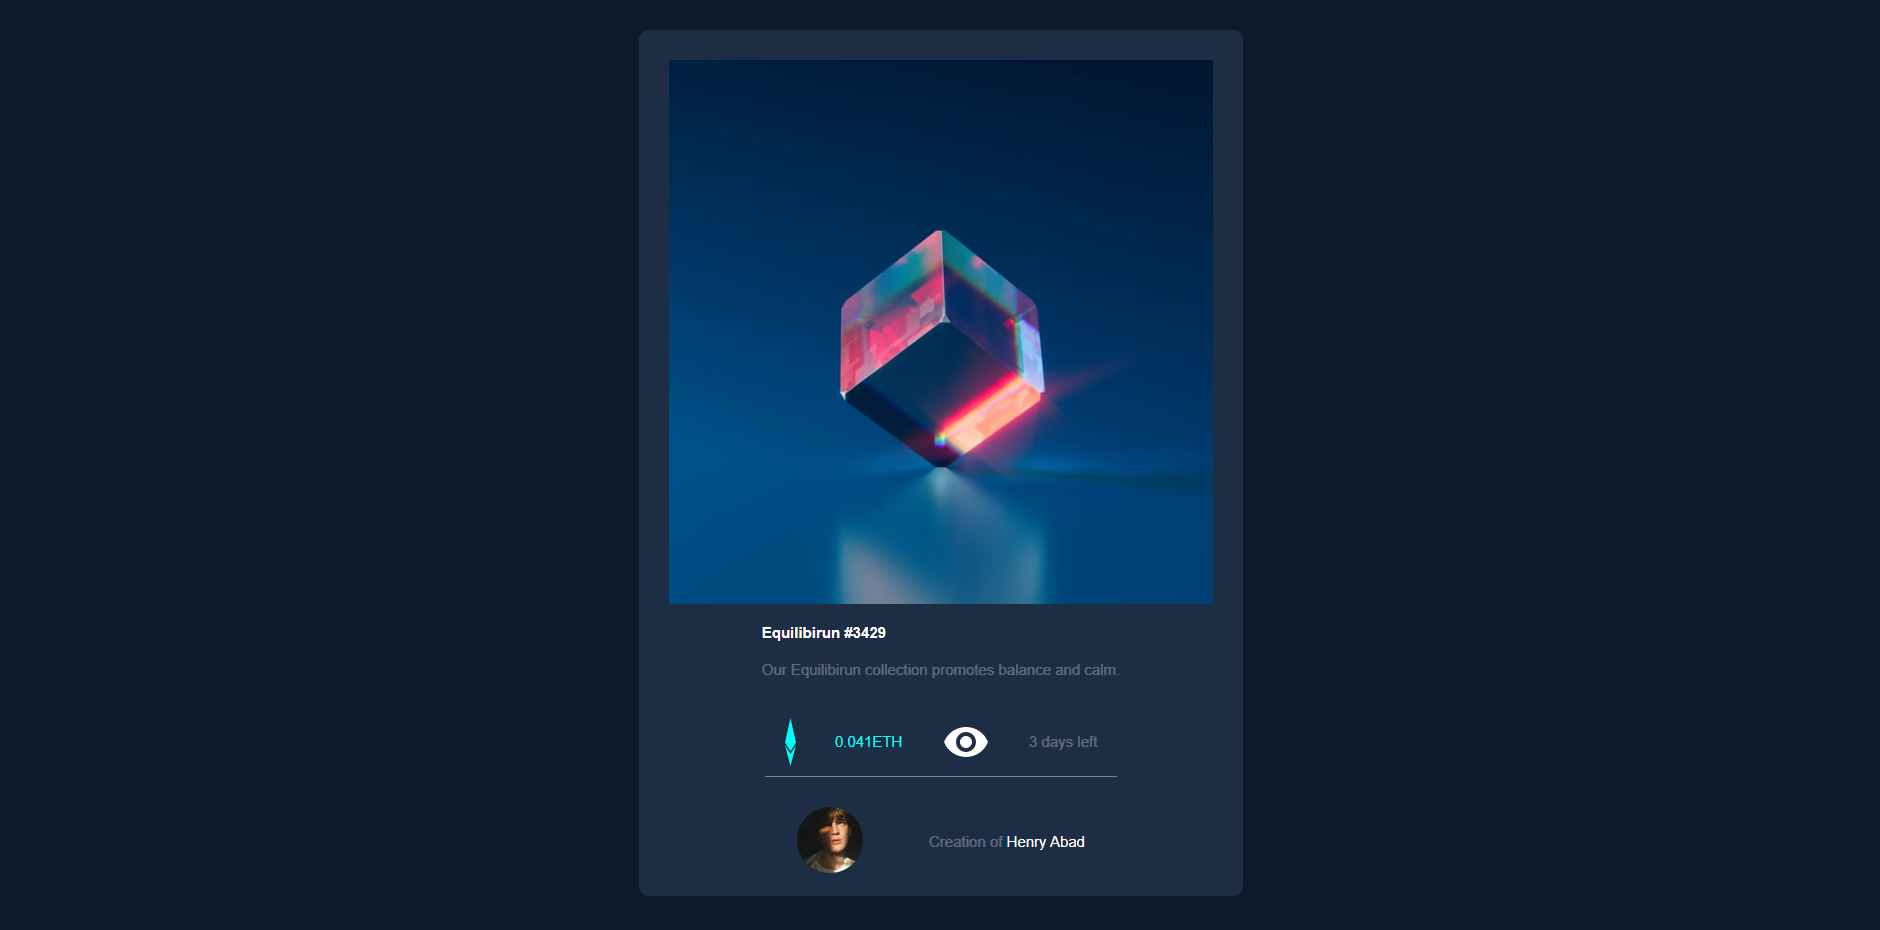 Equilibirun #3429
Our Equilibirun collection promotes balance and calm.
0.041ETH
3 days left
Creation of Henry Abad